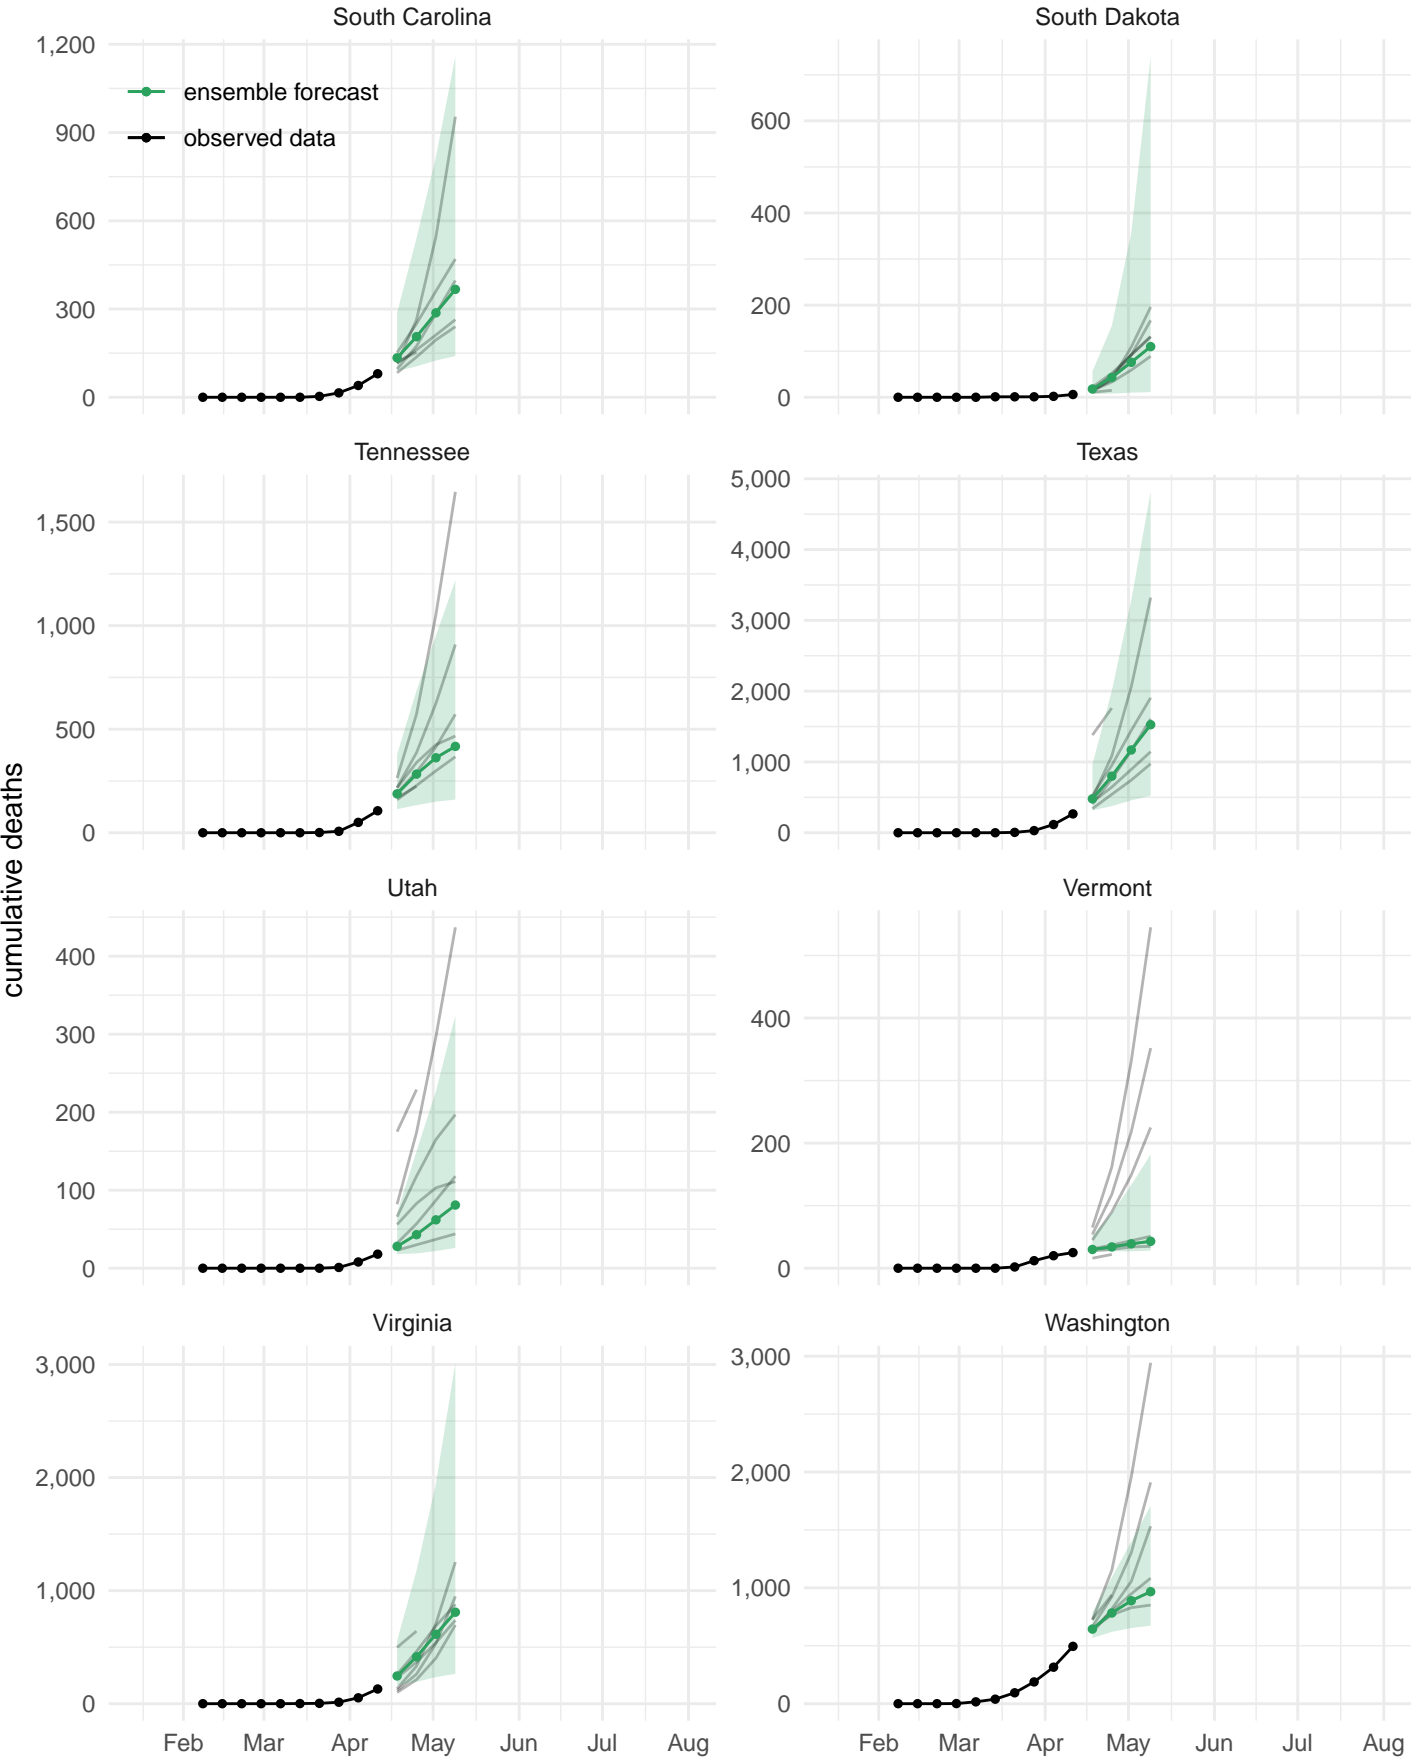 South Carolina
South Dakota
1,200
900
600
300
0
ensemble forecast
observed data
600
400
200
0
Tennessee
Texas
1,500
1,000
500
0
5,000
4,000
3,000
2,000
1,000
0
cumulative deaths
Utah
Vermont
400
300
200
100
0
400
200
0
Virginia
Washington
3,000
2,000
1,000
0
3,000
2,000
1,000
0
Feb Mar Apr May Jun Jul Aug
Feb Mar Apr May Jun Jul Aug